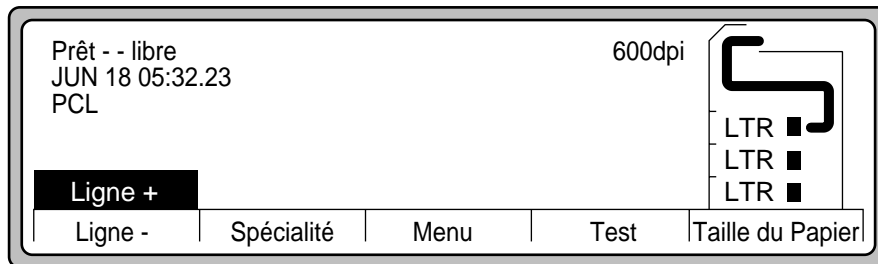 Prêt - - libre 600dpi
JUN 18 05:32.23
PCL
LTR
LTR
LTR
Ligne +
Ligne - Spécialité Menu Test Taille du Papier